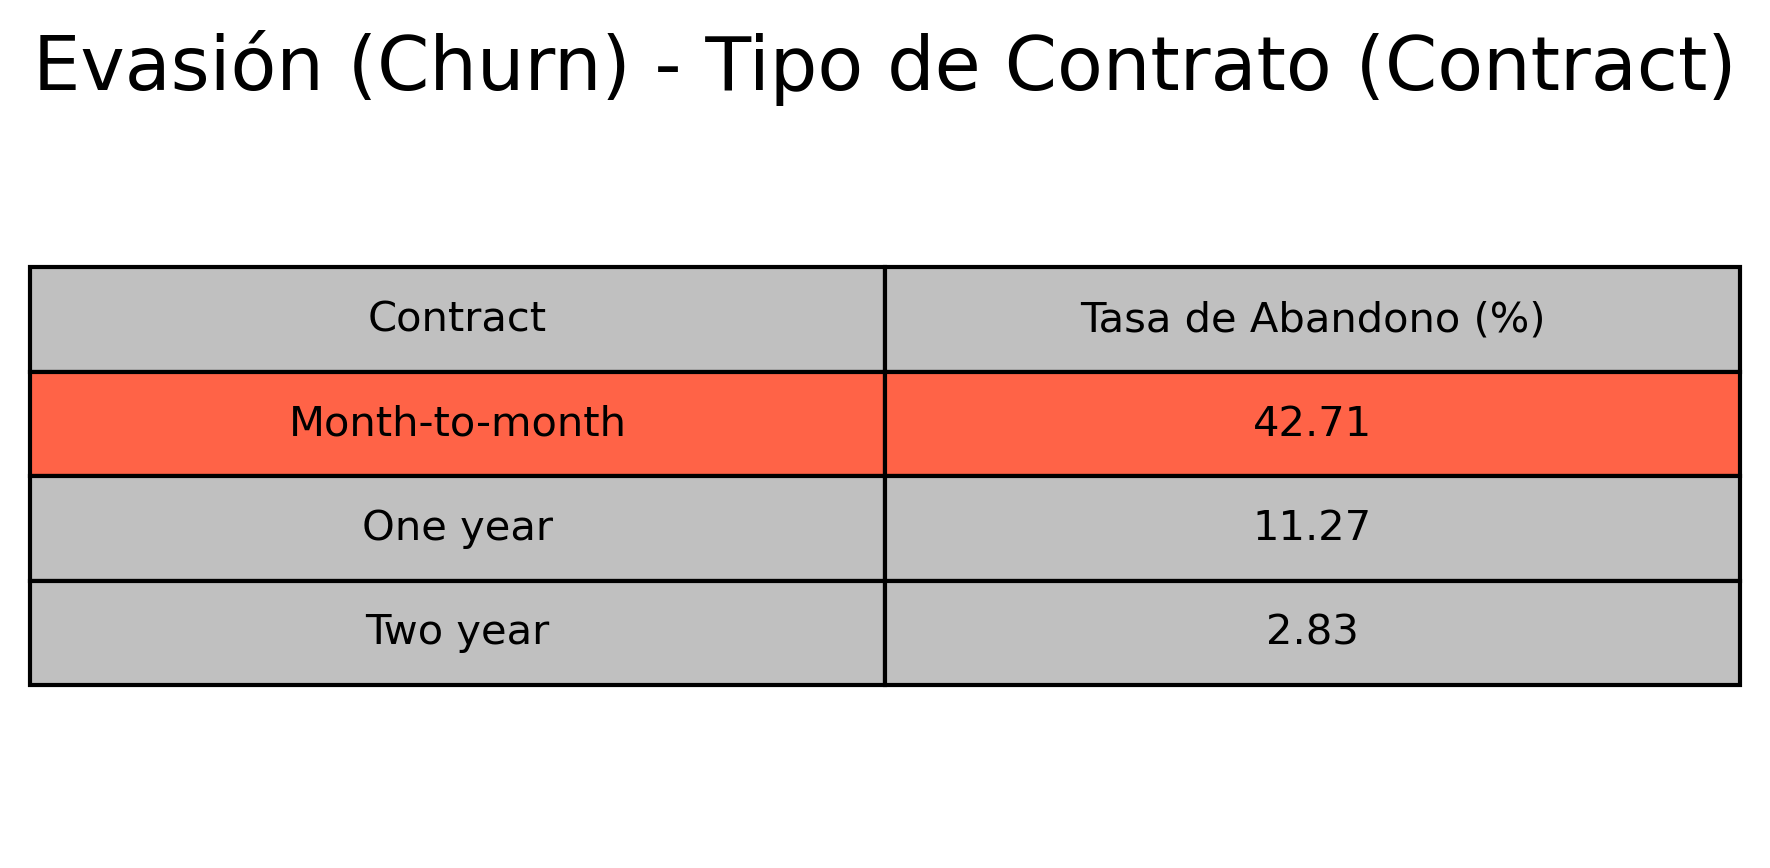 Evasión (Churn) - Tipo de Contrato (Contract)
Contract Tasa de Abandono (%)
Month-to-month 42.71
One year 11.27
Two year 2.83